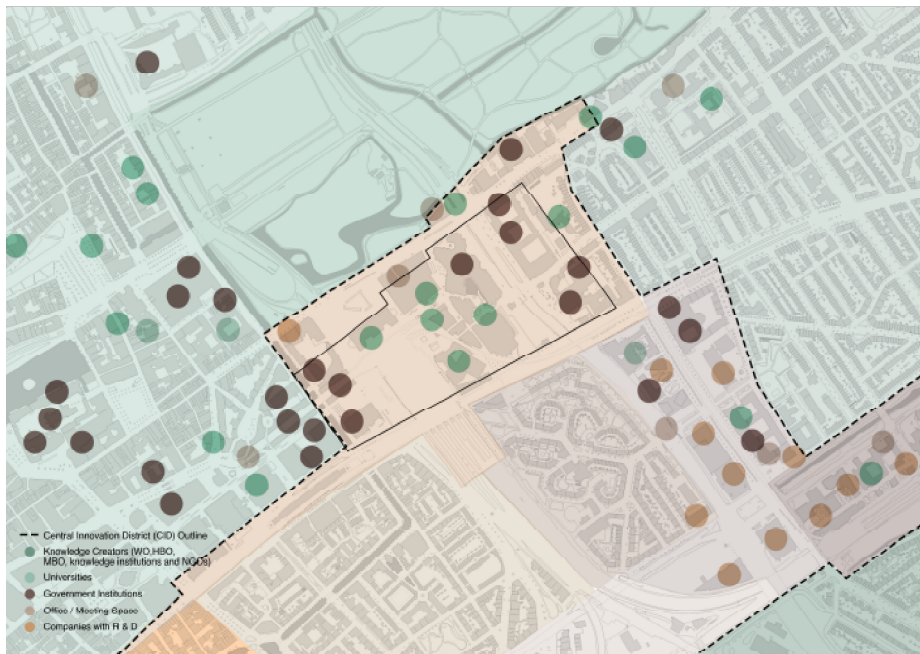 Central Innovation District (CID) Outline
Knowledge Creators (WO,HBO,
MBO, knowledge institutions and NGOs)
Universities
Government Institutions
Office / Meeting Space
Companies with R & D